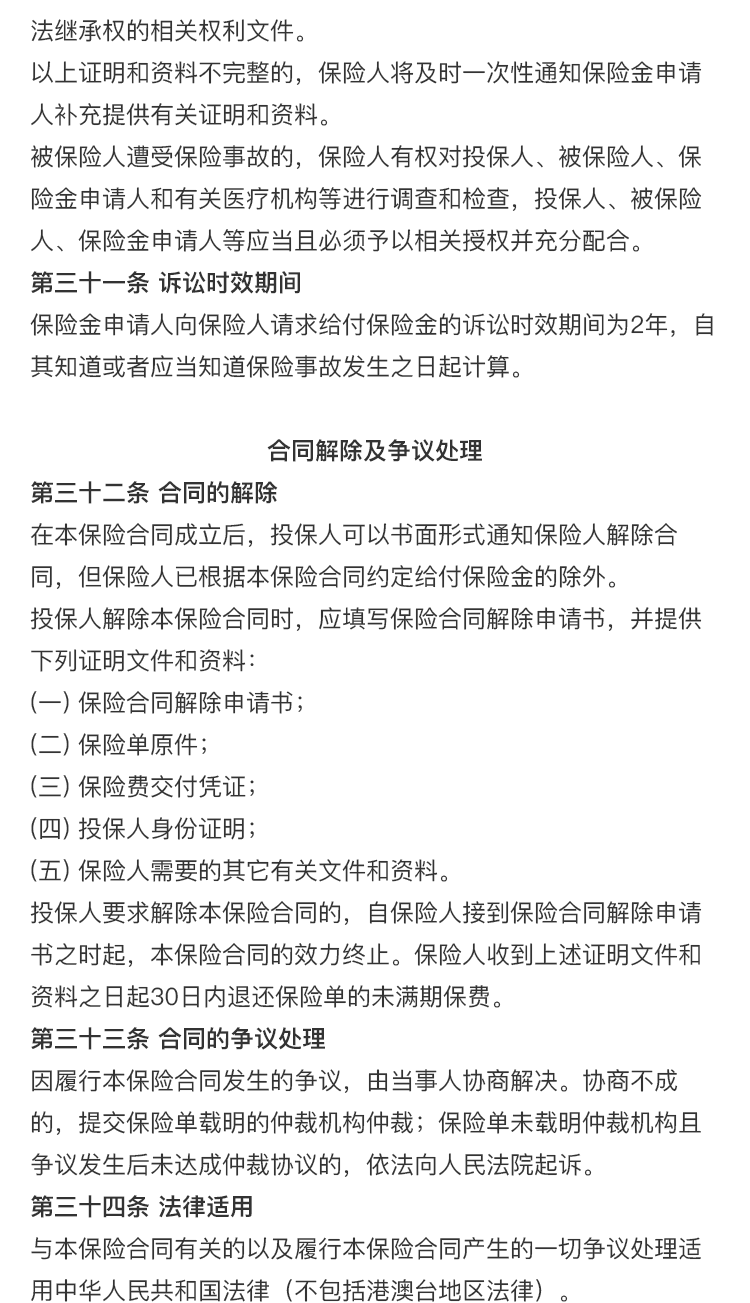 法继承权的相关权利文件。
以上证明和资料不完整的，保险人将及时一次性通知保险金申请
人补充提供有关证明和资料。
被保险人遭受保险事故的，保险人有权对投保人、被保险人、保
险金申请人和有关医疗机构等进行调查和检查，投保人、被保险
人、保险金申请人等应当且必须予以相关授权并充分配合。
第三十一条 诉讼时效期间
保险金申请人向保险人请求给付保险金的诉讼时效期间为2年，自
其知道或者应当知道保险事故发生之日起计算。
合同解除及争议处理
第三十二条 合同的解除
在本保险合同成立后，投保人可以书面形式通知保险人解除合
同，但保险人已根据本保险合同约定给付保险金的除外。
投保人解除本保险合同时，应填写保险合同解除申请书，并提供
下列证明文件和资料：
(一) 保险合同解除申请书；
(二) 保险单原件；
(三) 保险费交付凭证；
(四) 投保人身份证明；
(五) 保险人需要的其它有关文件和资料。
投保人要求解除本保险合同的，自保险人接到保险合同解除申请
书之时起，本保险合同的效力终止。保险人收到上述证明文件和
资料之日起30日内退还保险单的未满期保费。
第三十三条 合同的争议处理
因履行本保险合同发生的争议，由当事人协商解决。协商不成
的，提交保险单载明的仲裁机构仲裁；保险单未载明仲裁机构且
争议发生后未达成仲裁协议的，依法向人民法院起诉。
第三十四条 法律适用
与本保险合同有关的以及履行本保险合同产生的一切争议处理适
用中华人民共和国法律（不包括港澳台地区法律）。